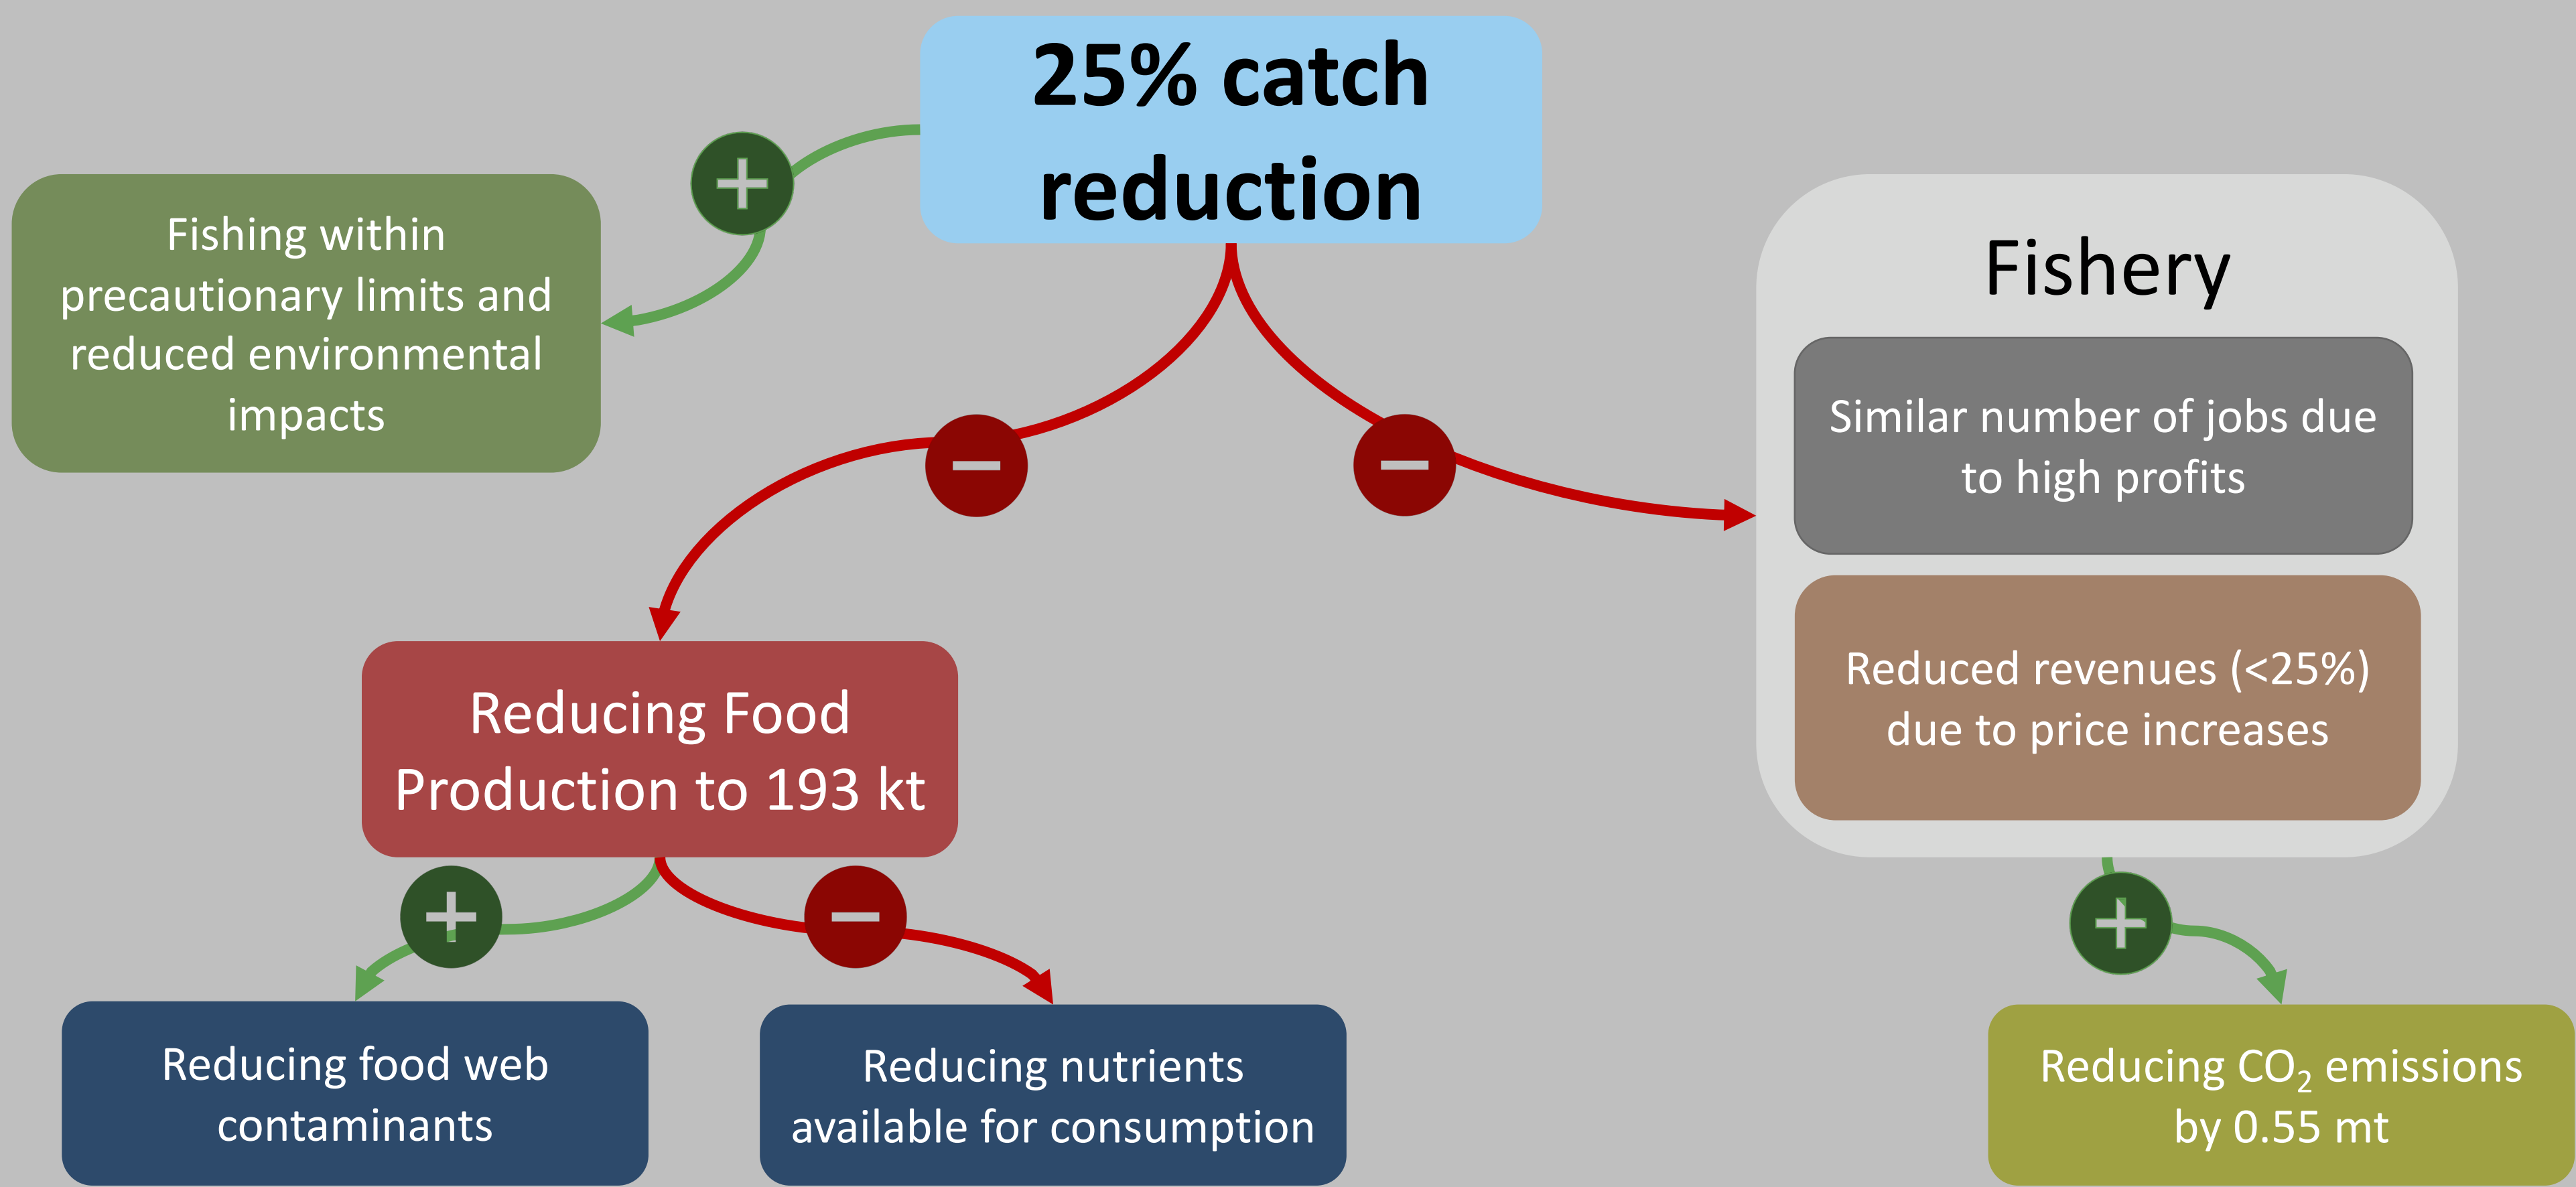 25% catch
reduction
Fishing within
precautionary limits and
reduced environmental
impacts
Fishery
Similar number of jobs due
to high profits
Reduced revenues (<25%)
due to price increases
Reducing Food
Production to 193 kt
Reducing food web
contaminants
Reducing nutrients
available for consumption
Reducing CO₂ emissions
by 0.55 mt